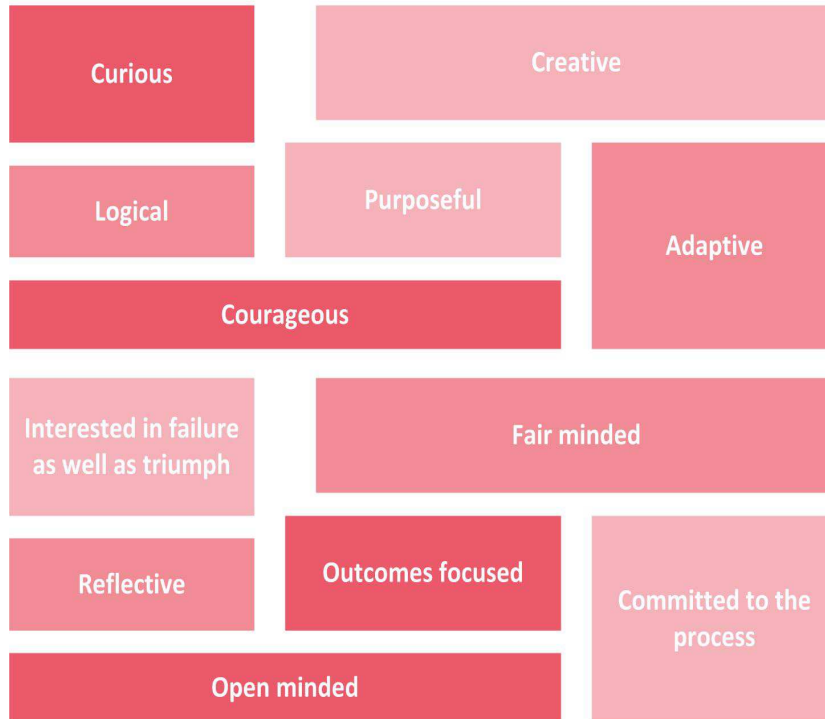 Curious
Creative
Logical
Purposeful
Adaptive
Courageous
Interested in failure
as well as triumph
Fair minded
Reflective
Outcomes focused
Committed to the
process
Open minded